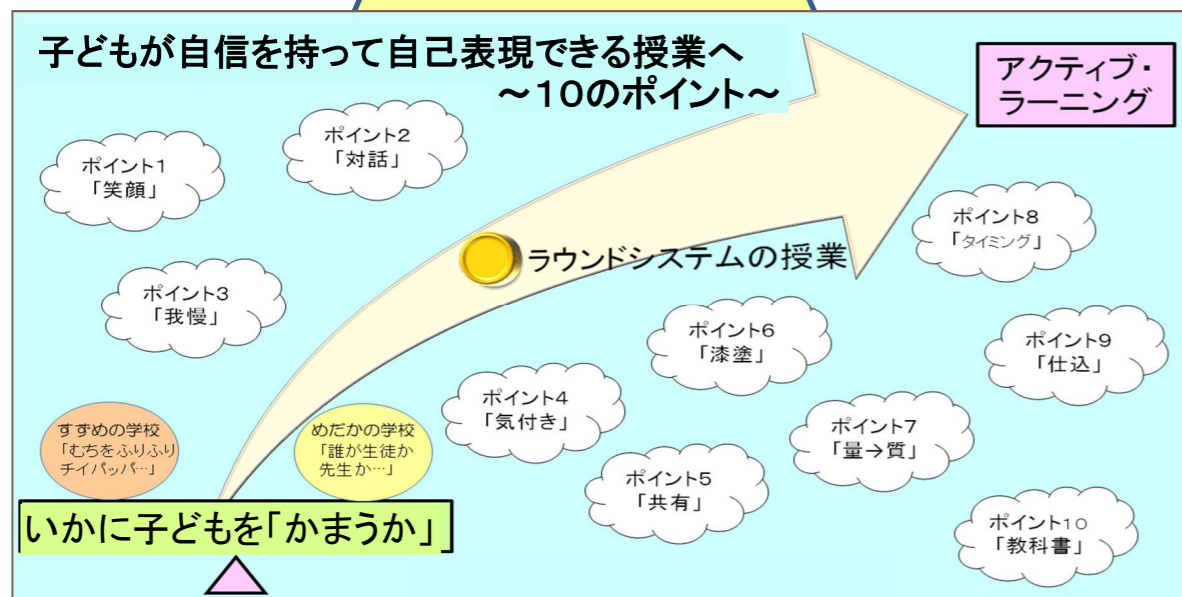 子どもが自信を持って自己表現できる授業へ
～１０のポイント～
アクティブ・
ラーニング
ポイント1
「笑顔」
ポイント2
「対話」
ポイント3
「我慢」
ラウンドシステムの授業
ポイント4
「気付き」
ポイント5
「共有」
ポイント6
「漆塗」
ポイント7
「量→質」
ポイント8
「タイミング」
ポイント9
「仕込」
ポイント10
「教科書」
すずめの学校
「むちをふりふり
チイパッパ…」
めだかの学校
「誰が生徒か
先生か…」
いかに子どもを「かまうか」